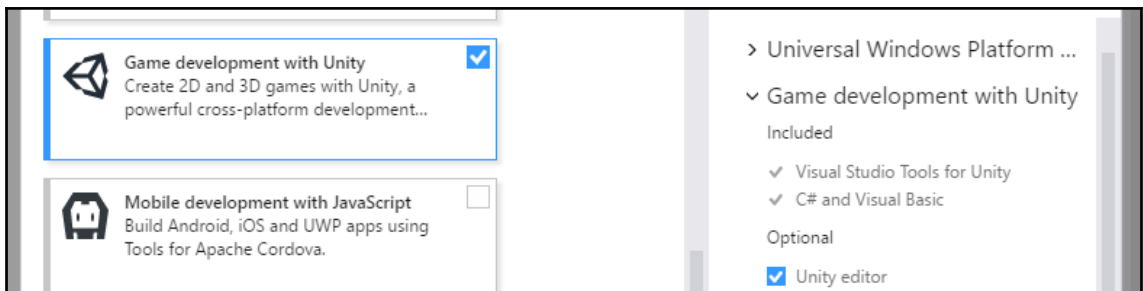 Game development with Unity
Create 2D and 3D games with Unity, a
powerful cross-platform development...
Mobile development with JavaScript
Build Android, iOS and UWP apps using
Tools for Apache Cordova.
Universal Windows Platform ...
Game development with Unity
Included
Visual Studio Tools for Unity
C# and Visual Basic
Optional
Unity editor